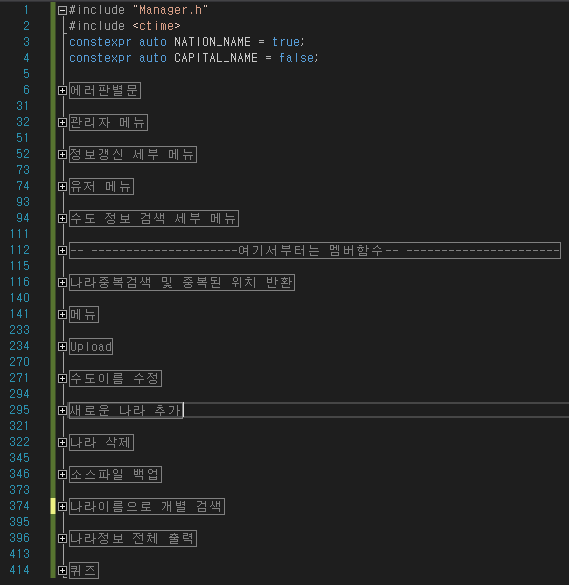 1 #include "Manager.h"
2 #include <ctime>
3 constexpr auto NATION_NAME = true;
4 constexpr auto CAPITAL_NAME = false;
5
6 에러판별문
31
32 관리자 메뉴
51
52 정보갱신 세부 메뉴
73
74 유저 메뉴
93
94 수도 정보 검색 세부 메뉴
111
112 -- ---------------------여기서부터는 멤버함수-- ----------------------
115
116 나라중복검색 및 중복된 위치 반환
140
141 메뉴
233
234 Upload
270
271 수도이름 수정
294
295 새로운 나라 추가
321
322 나라 삭제
345
346 소스파일 백업
373
374 나라이름으로 개별 검색
395
396 나라정보 전체 출력
413
414 퀴즈